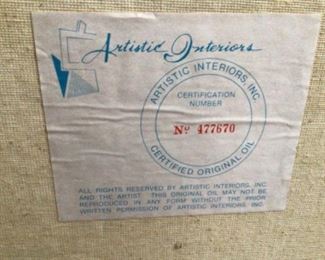 Artistic Interiors
ARTISTIC INTERIORS, INC.
CERTIFICATION
NUMBER
Nº 477670
CERTIFIED ORIGINAL OIL
ALL RIGHTS RESERVED BY ARTISTIC INTERIORS, INC.
AND THE ARTIST. THIS ORIGINAL OIL MAY NOT BE
REPRODUCED IN ANY FORM WITHOUT THE PRIOR
WRITTEN PERMISSION OF ARTISTIC INTERIORS, INC.